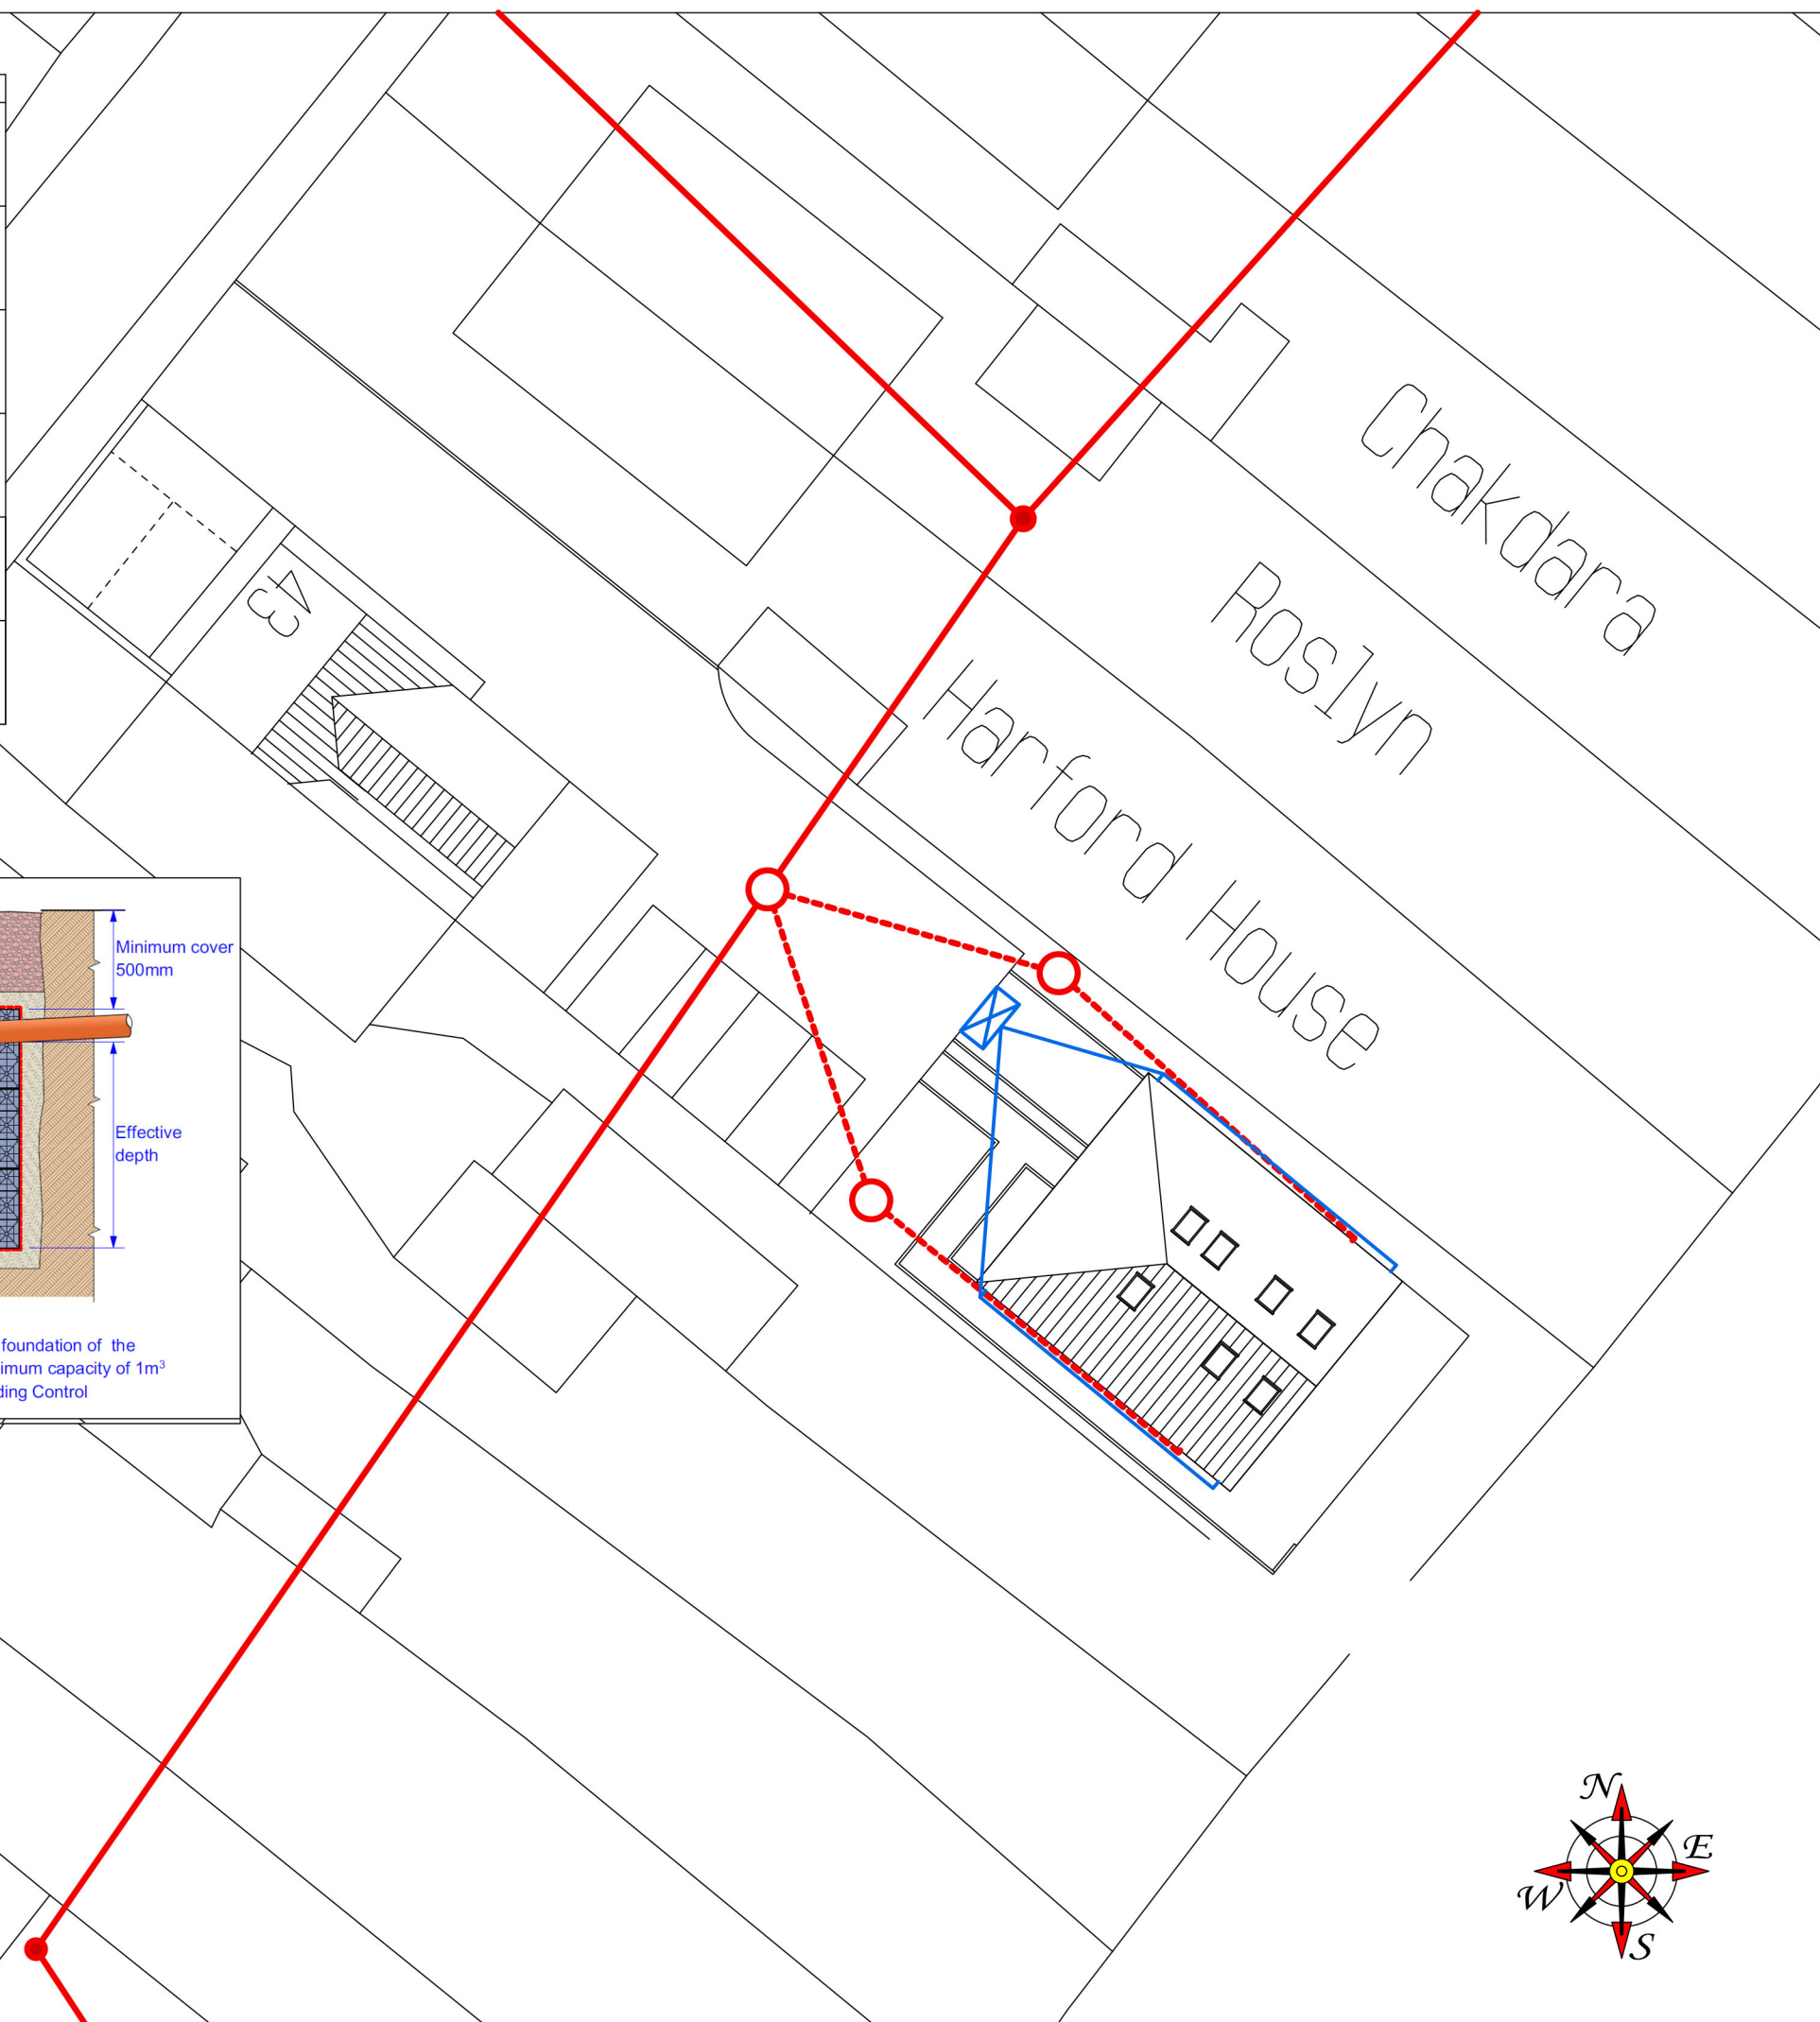 Chakdara
Roslyn
Harford House
43
Minimum cover
500mm
Effective
depth
foundation of the
imum capacity of 1m³
ding Control
N
E
W
S